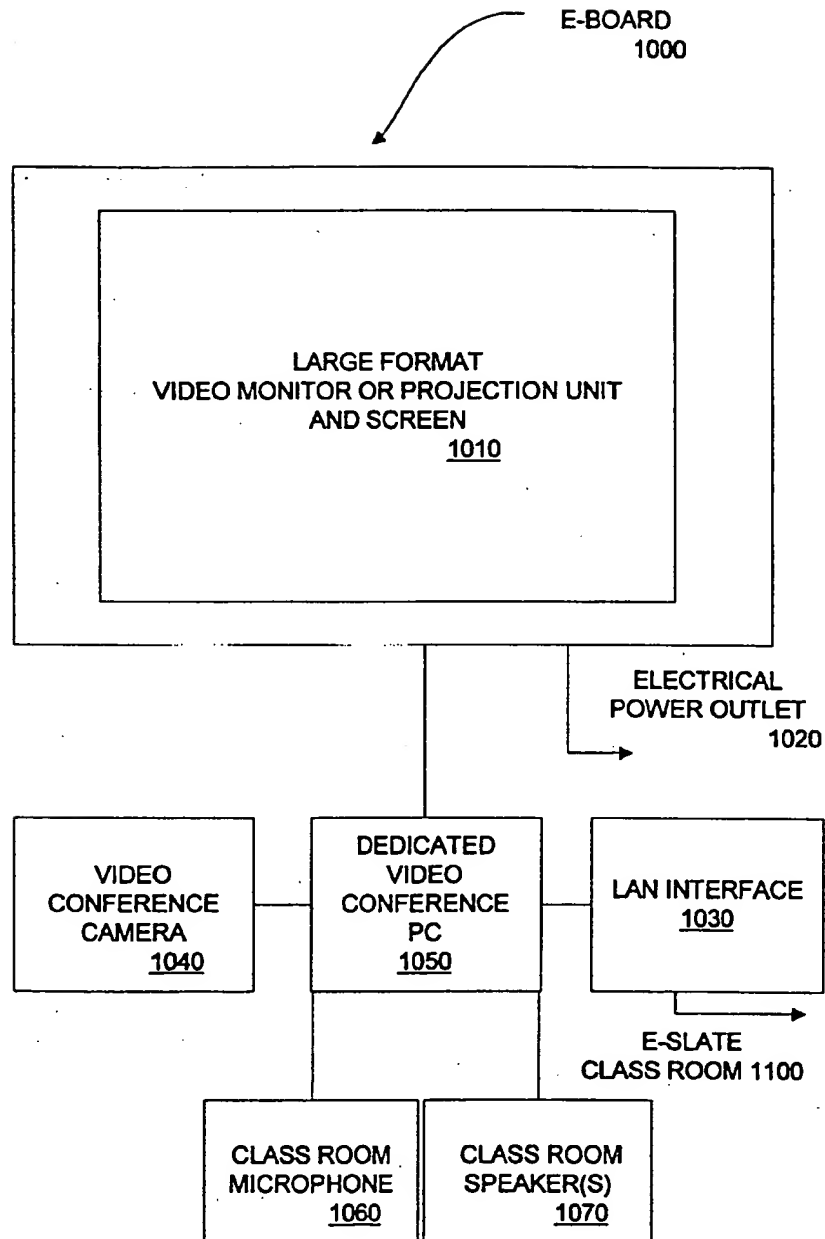 E-BOARD
1000
LARGE FORMAT
VIDEO MONITOR OR PROJECTION UNIT
AND SCREEN
1010
ELECTRICAL
POWER OUTLET
1020
VIDEO
CONFERENCE
CAMERA
1040
DEDICATED
VIDEO
CONFERENCE
PC
1050
LAN INTERFACE
1030
E-SLATE
CLASS ROOM 1100
CLASS ROOM
MICROPHONE
1060
CLASS ROOM
SPEAKER(S)
1070